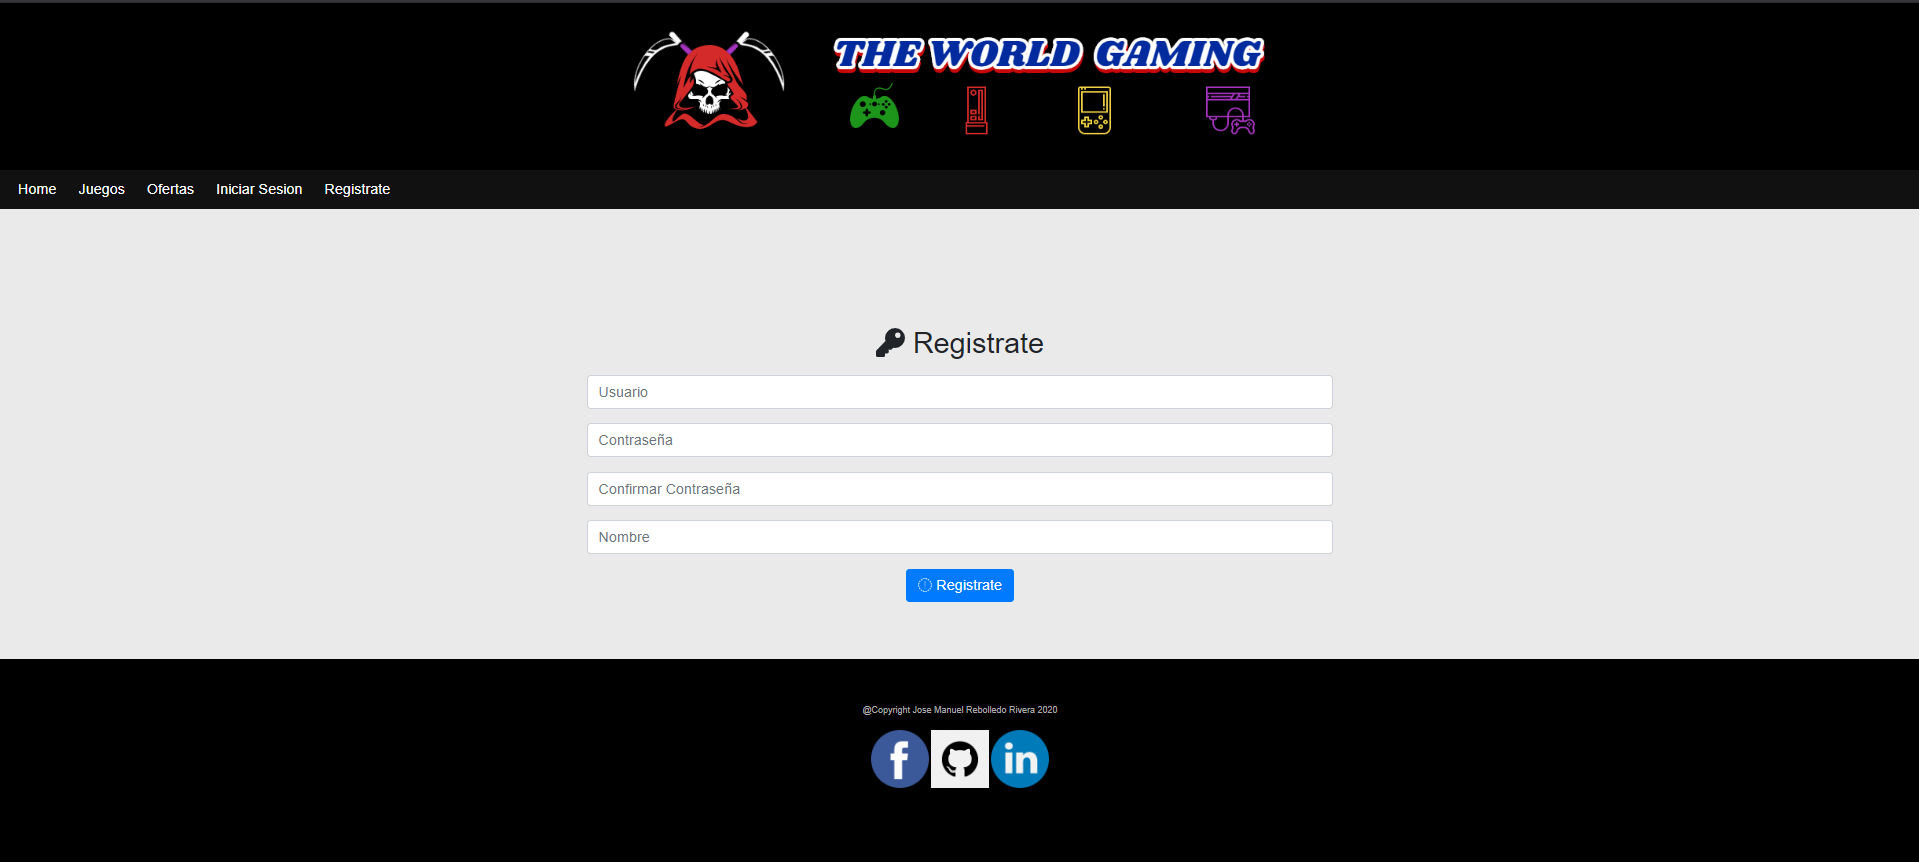 THE WORLD GAMING
Home Juegos Ofertas Iniciar Sesion Registrate
Registrate
Usuario
Contraseña
Confirmar Contraseña
Nombre
Registrate
@Copyright Jose Manuel Rebolledo Rivera 2020
f in